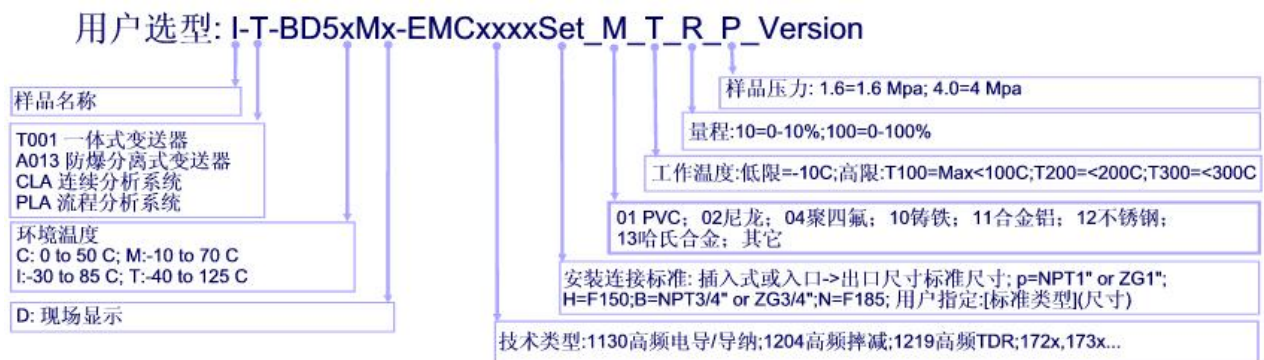 用户选型: I-T-BD5xMx-EMCxxxxSet_M_T_R_P_Version
样品压力: 1.6=1.6 Mpa; 4.0=4 Mpa
样品名称
量程:10=0-10%;100=0-100%
T001 一体式变送器
A013 防爆分离式变送器
CLA 连续分析系统
PLA 流程分析系统
工作温度:低限=-10C;高限:T100=Max<100C;T200=<200C;T300=<300C
01 PVC; 02尼龙; 04聚四氟; 10铸铁; 11合金铝; 12不锈钢;
13哈氏合金; 其它
环境温度
C: 0 to 50 C; M:-10 to 70 C
I:-30 to 85 C; T:-40 to 125 C
安装连接标准: 插入式或入口->出口尺寸标准尺寸; p=NPT1" or ZG1";
H=F150;B=NPT3/4" or ZG3/4";N=F185; 用户指定:[标准类型](尺寸)
D: 现场显示
技术类型:1130高频电导/导纳;1204高频摔减;1219高频TDR;172x,173x...